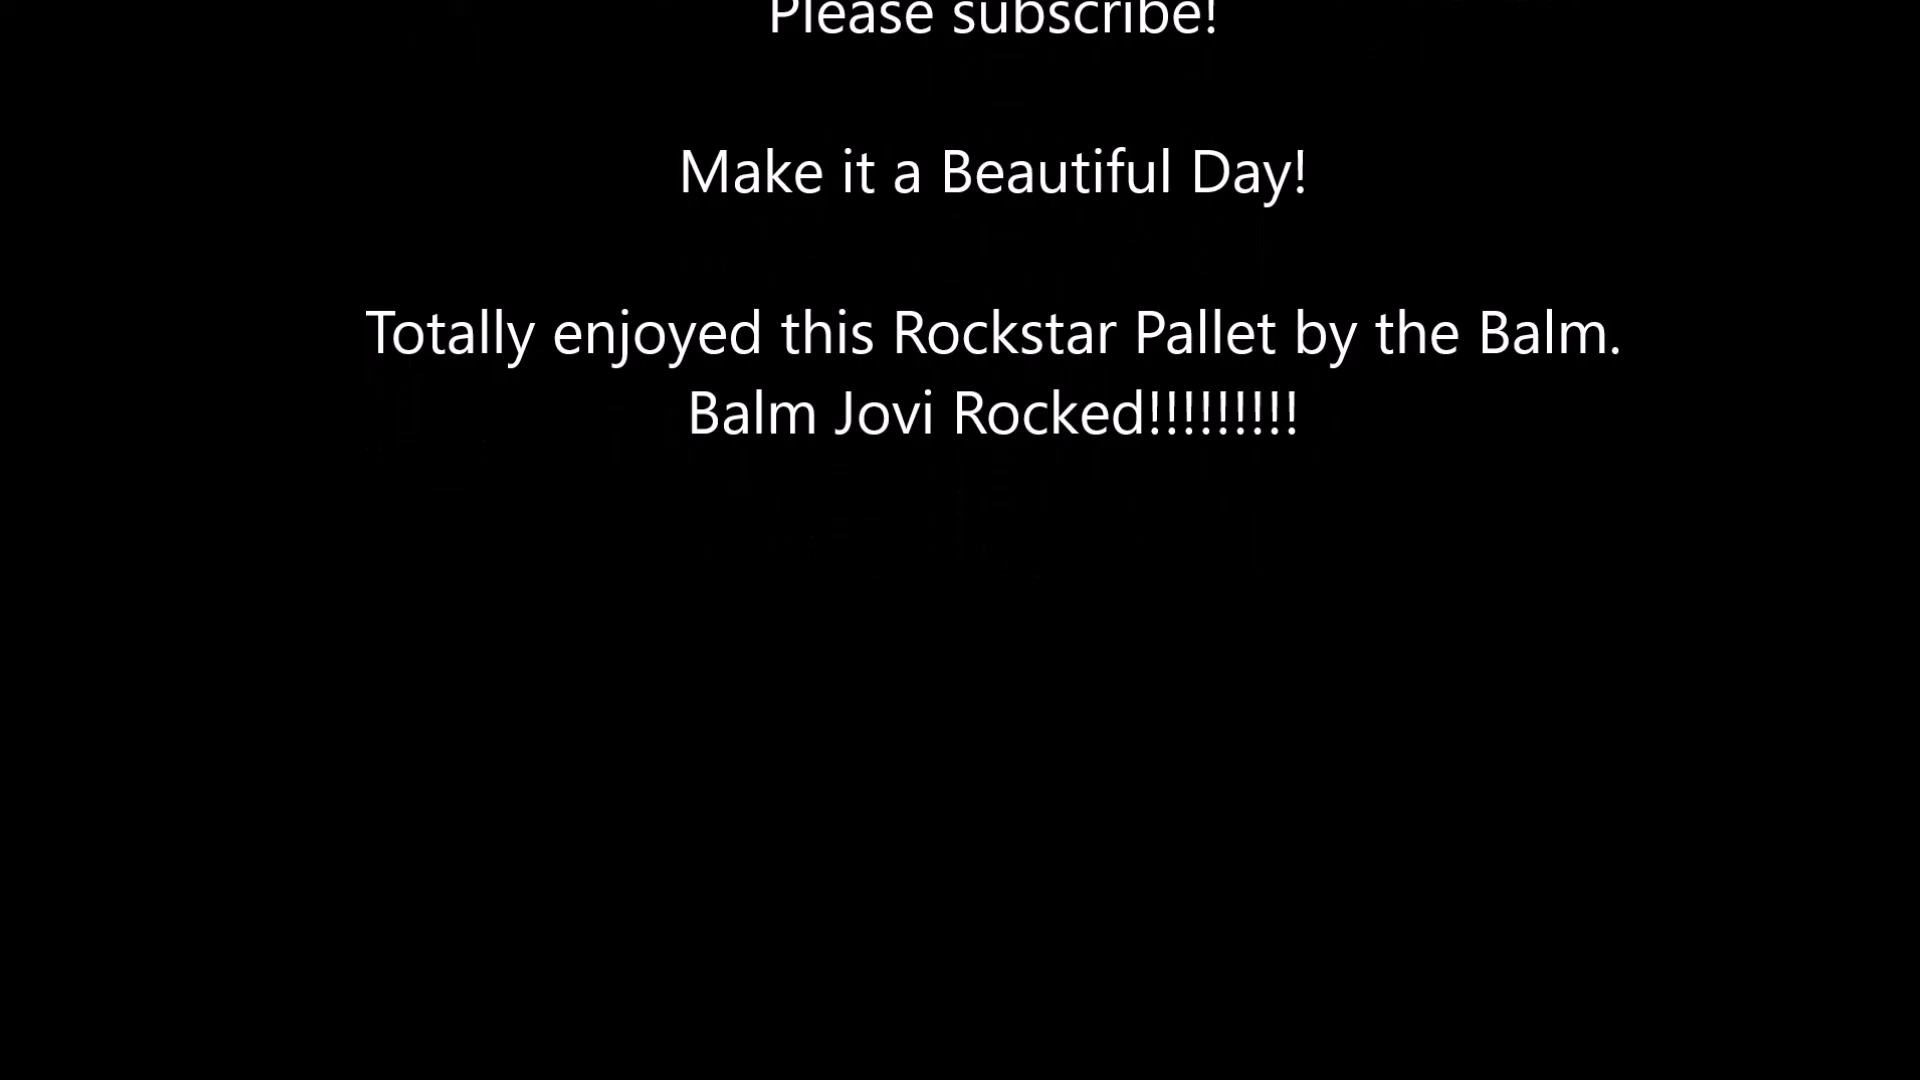 Please subscribe!
Make it a Beautiful Day!
Totally enjoyed this Rockstar Pallet by the Balm.
Balm Jovi Rocked!!!!!!!!!